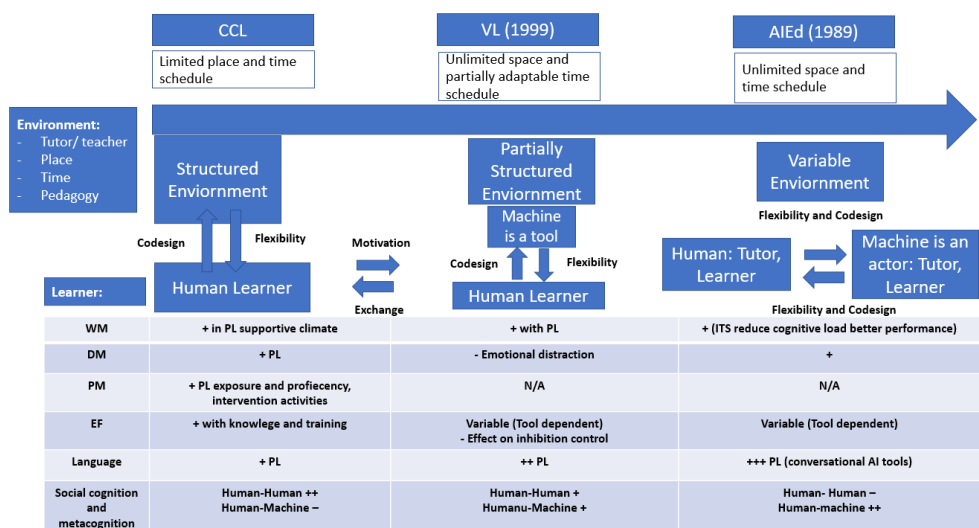 CCL
VL (1999)
AIEd (1989)
Limited place and time
schedule
Unlimited space and
partially adaptable time
schedule
Unlimited space and
time schedule
Environment:
- Tutor/ teacher
- Place
- Time
- Pedagogy
Structured
Enviornment
Partially
Structured
Enviornment
Variable
Enviornment
Machine
is a tool
Flexibility and Codesign
Codesign
Flexibility
Motivation
Exchange
Codesign
Flexibility
Human: Tutor,
Learner
Machine is an
actor: Tutor,
Learner
Flexibility and Codesign
Learner:
Human Learner
Human Learner
WM
+ in PL supportive climate
+ with PL
+ (ITS reduce cognitive load better performance)
DM
+ PL
- Emotional distraction
+
PM
+ PL exposure and profiecency,
intervention activities
N/A
N/A
EF
+ with knowlege and training
Variable (Tool dependent)
- Effect on inhibition control
Variable (Tool dependent)
Language
+ PL
++ PL
+++ PL (conversational AI tools)
Social cognition
and
metacognition
Human-Human ++
Human-Machine –
Human-Human +
Humanu-Machine +
Human- Human –
Human-machine ++